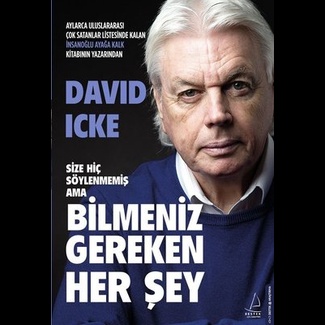 AYLARCA ULUSLARARASI
ÇOK SATANLAR LİSTESİNDE KALAN
İNSANOĞLU AYAĞA KALK
KİTABININ YAZARINDAN
DAVID
ICKE
SİZE HİÇ
SÖYLENMEMİŞ
AMA
BİLMENİZ
GEREKEN
HER ŞEY
DESTEK